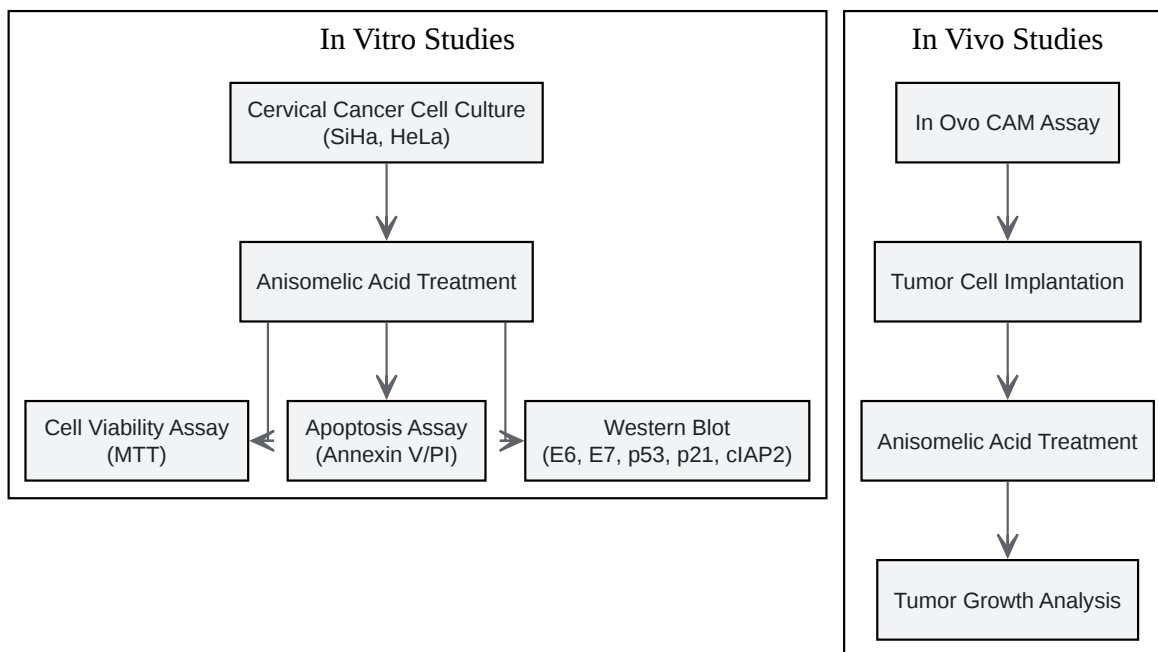 In Vitro Studies
Cervical Cancer Cell Culture
(SiHa, HeLa)
Anisomelic Acid Treatment
Cell Viability Assay
(MTT)
Apoptosis Assay
(Annexin V/PI)
Western Blot
(E6, E7, p53, p21, cIAP2)
In Vivo Studies
In Ovo CAM Assay
Tumor Cell Implantation
Anisomelic Acid Treatment
Tumor Growth Analysis